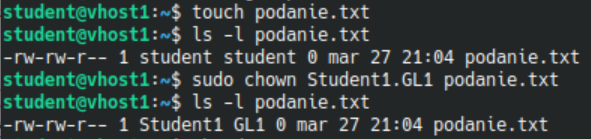 student@vhost1:~$ touch podanie.txt
student@vhost1:~$ ls -l podanie.txt
-rw-rw-r-- 1 student student 0 mar 27 21:04 podanie.txt
student@vhost1:~$ sudo chown Student1.GL1 podanie.txt
student@vhost1:~$ ls -l podanie.txt
-rw-rw-r-- 1 Student1 GL1 0 mar 27 21:04 podanie.txt